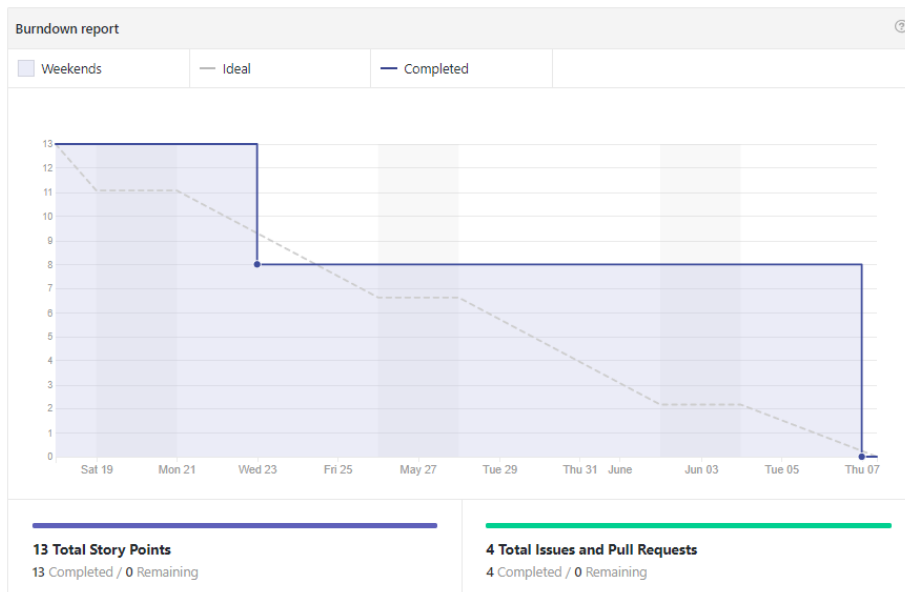 Burndown report ?
Weekends Ideal Completed
13
12
11
10
9
8
7
6
5
4
3
2
1
0
Sat 19 Mon 21 Wed 23 Fri 25 May 27 Tue 29 Thu 31 June Jun 03 Tue 05 Thu 07
13 Total Story Points
13 Completed / 0 Remaining
4 Total Issues and Pull Requests
4 Completed / 0 Remaining